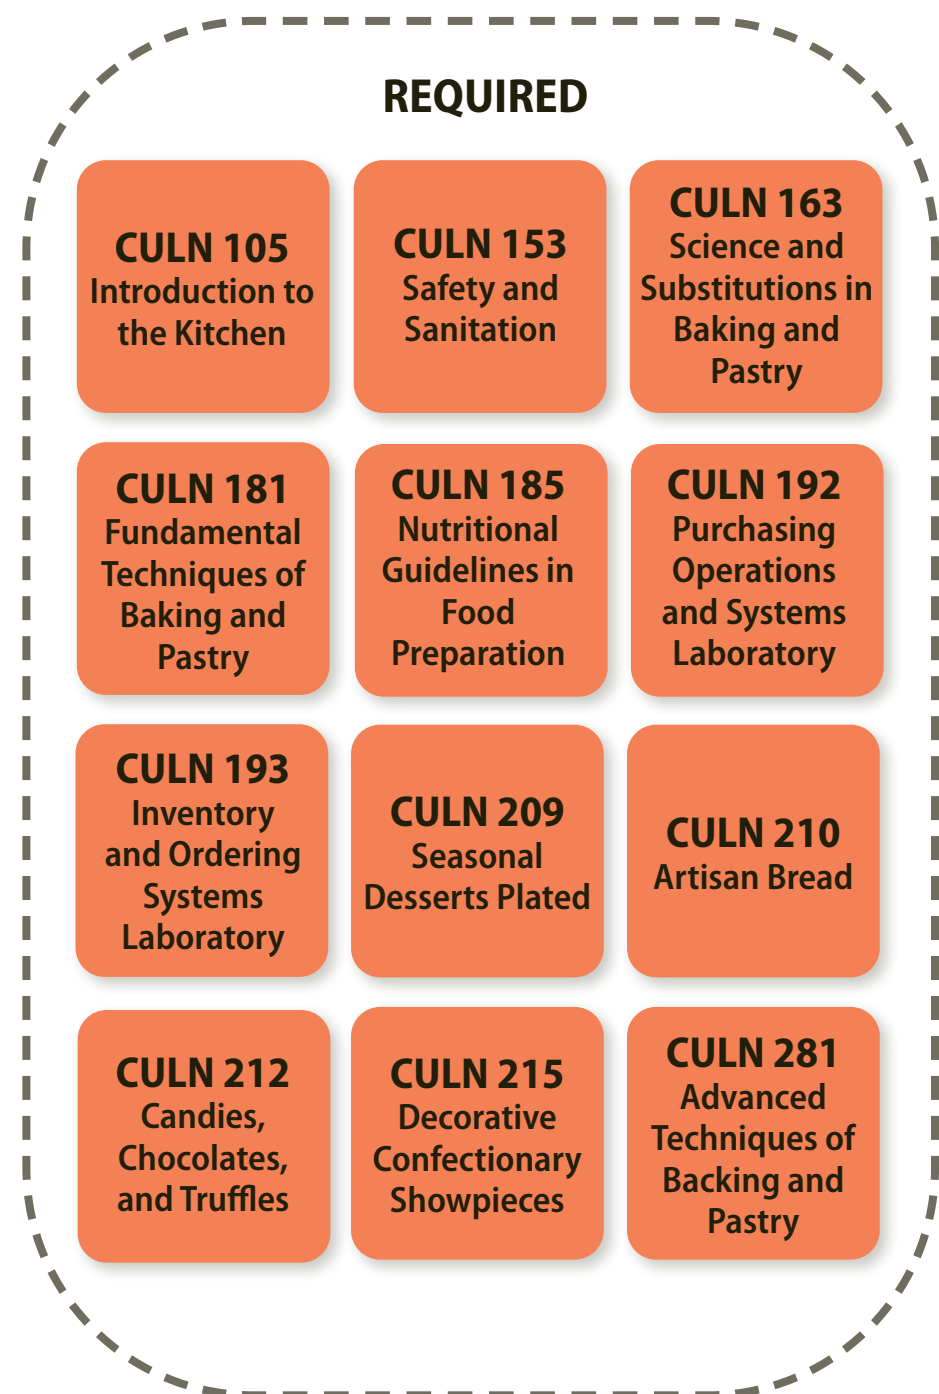 REQUIRED
CULN 105
Introduction to
the Kitchen
CULN 153
Safety and
Sanitation
CULN 163
Science and
Substitutions in
Baking and
Pastry
CULN 181
Fundamental
Techniques of
Baking and
Pastry
CULN 185
Nutritional
Guidelines in
Food
Preparation
CULN 192
Purchasing
Operations
and Systems
Laboratory
CULN 193
Inventory
and Ordering
Systems
Laboratory
CULN 209
Seasonal
Desserts Plated
CULN 210
Artisan Bread
CULN 212
Candies,
Chocolates,
and Truffles
CULN 215
Decorative
Confectionary
Showpieces
CULN 281
Advanced
Techniques of
Backing and
Pastry